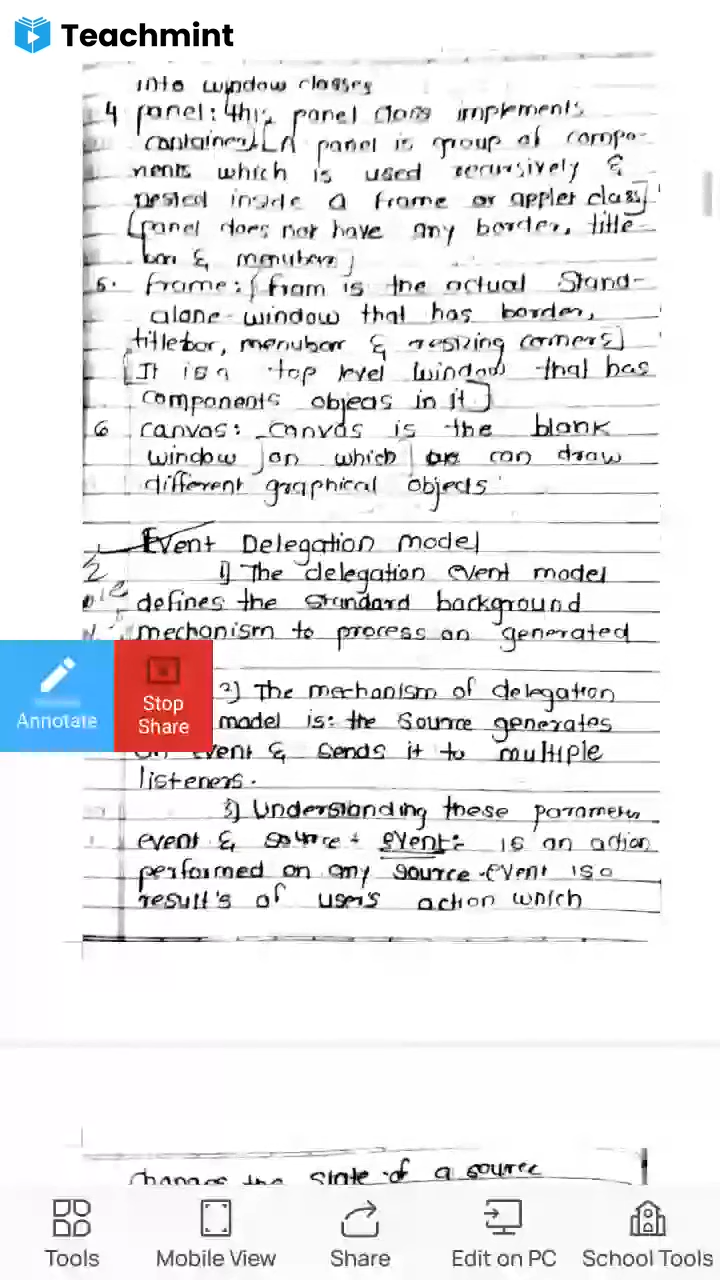 Teachmint
into window classes
4 panel: this panel class implements
container [A panel is group of compo-
nents which is used recursively &
nested inside a frame or applet class]
[panel does not have any border, title-
bar & menubar]
5. frame: [fram is the actual Stand-
alone window that has border,
titlebar, menubar & resizing corners]
[It is a top level window that has
components objects in it]
6 canvas: canvas is the blank
window on which can draw
different graphical objects
Event Delegation model
1) The delegation event model
defines the standard background
mechanism to process an generated
2) The mechanism of delegation
model is: the Source generates
event & sends it to multiple
listeners.
3) Understanding these parameters
event & source: event:- is an action
performed on any source. Event is a
result's of user's action which
Annotate
Stop
Share
changes the state of a source
Tools
Mobile View
Share
Edit on PC
School Tools